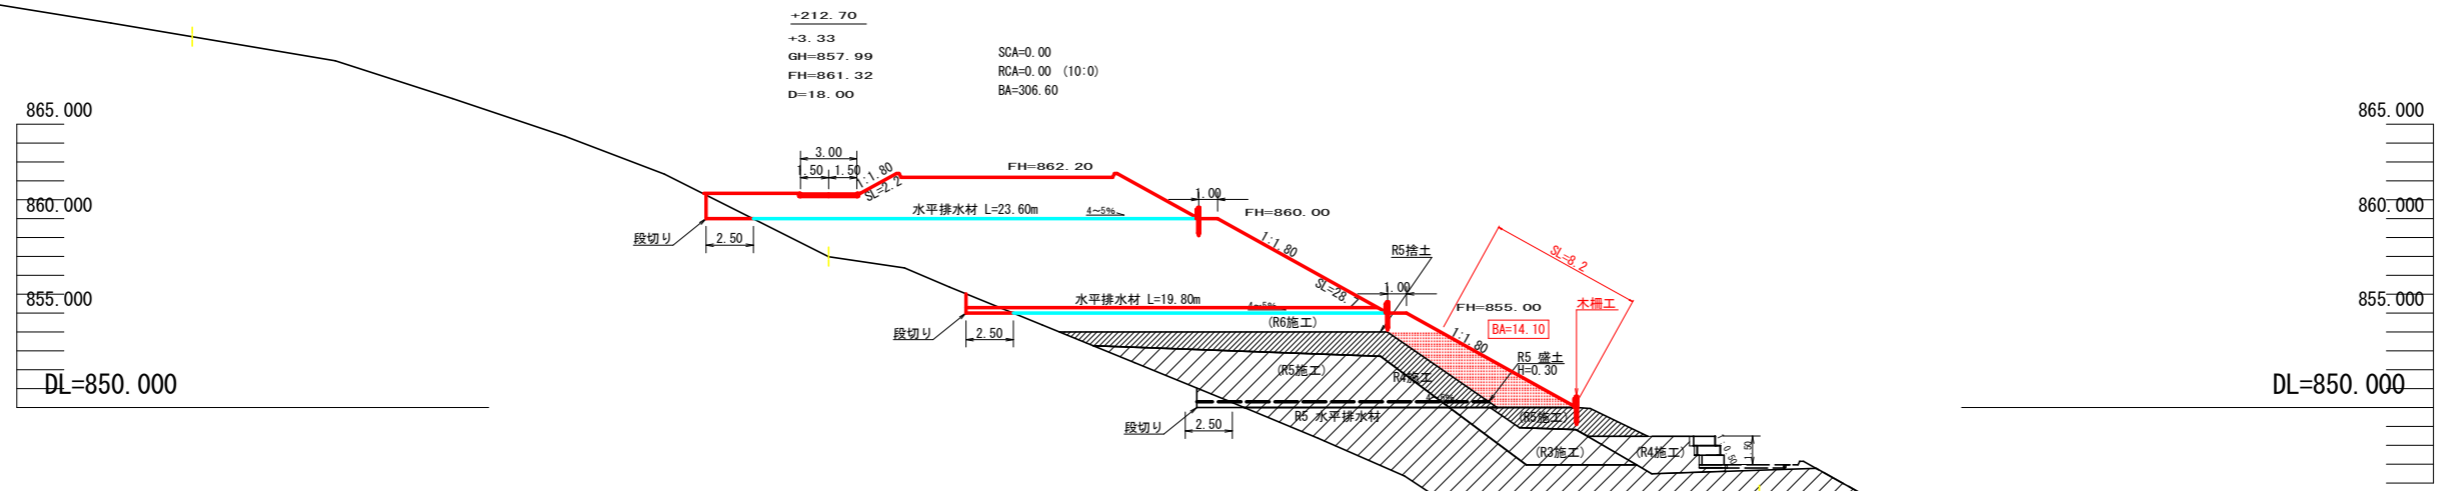 +212.70
+3.33
GH=857.99
FH=861.32
D=18.00
SCA=0.00
RCA=0.00 (10:0)
BA=306.60
865.000
865.000
3.00
1.50
1.50
1:1.80
SL=2.2
FH=862.20
860.000
水平排水材 L=23.60m
4~5%
1.00
FH=860.00
860.000
段切り
2.50
1:1.80
R5捨土
SL=8.2
SL=28.7
855.000
水平排水材 L=19.80m
4~5%
1.00
FH=855.00
木柵工
855.000
段切り
2.50
(R6施工)
BA=14.10
1:1.80
R5 盛土
H=0.30
(R5施工)
R4施工
DL=850.000
DL=850.000
R5 水平排水材
(R5施工)
段切り
2.50
(R3施工)
(R4施工)
1:0.50
1.50